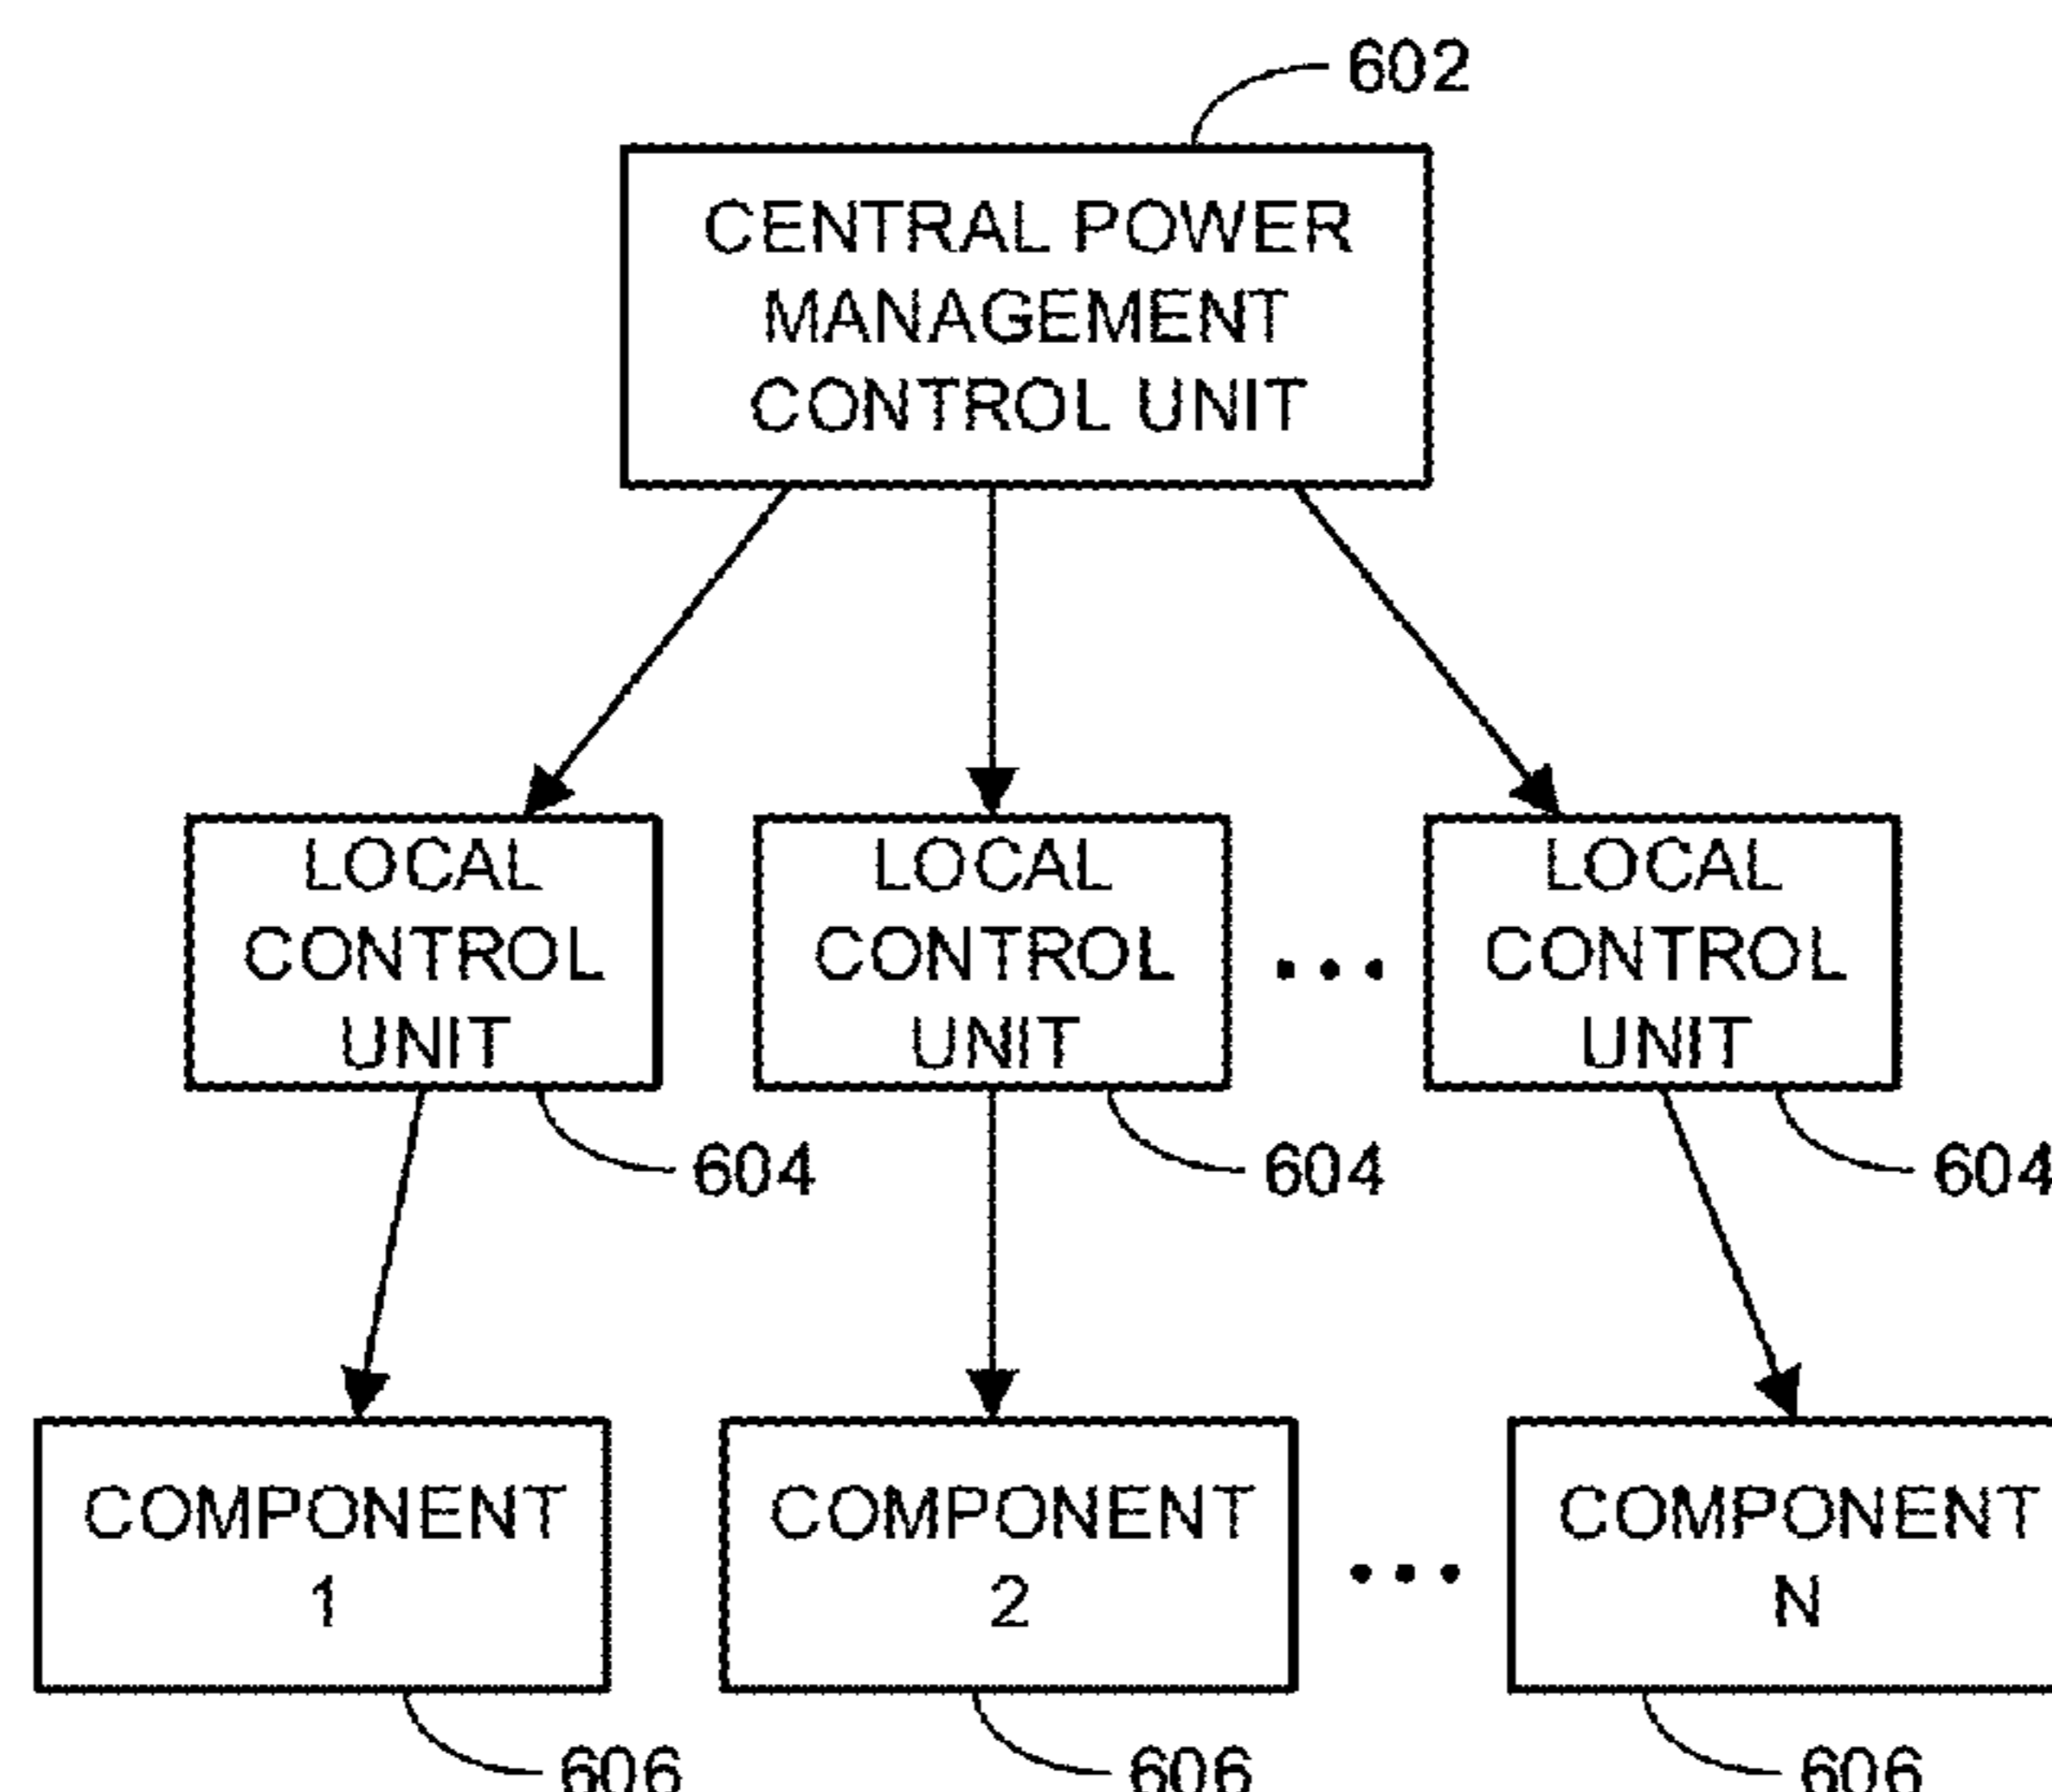 602
CENTRAL POWER
MANAGEMENT
CONTROL UNIT
LOCAL
CONTROL
UNIT
LOCAL
CONTROL
UNIT
...
LOCAL
CONTROL
UNIT
604
604
604
COMPONENT
1
COMPONENT
2
...
COMPONENT
N
606
606
606